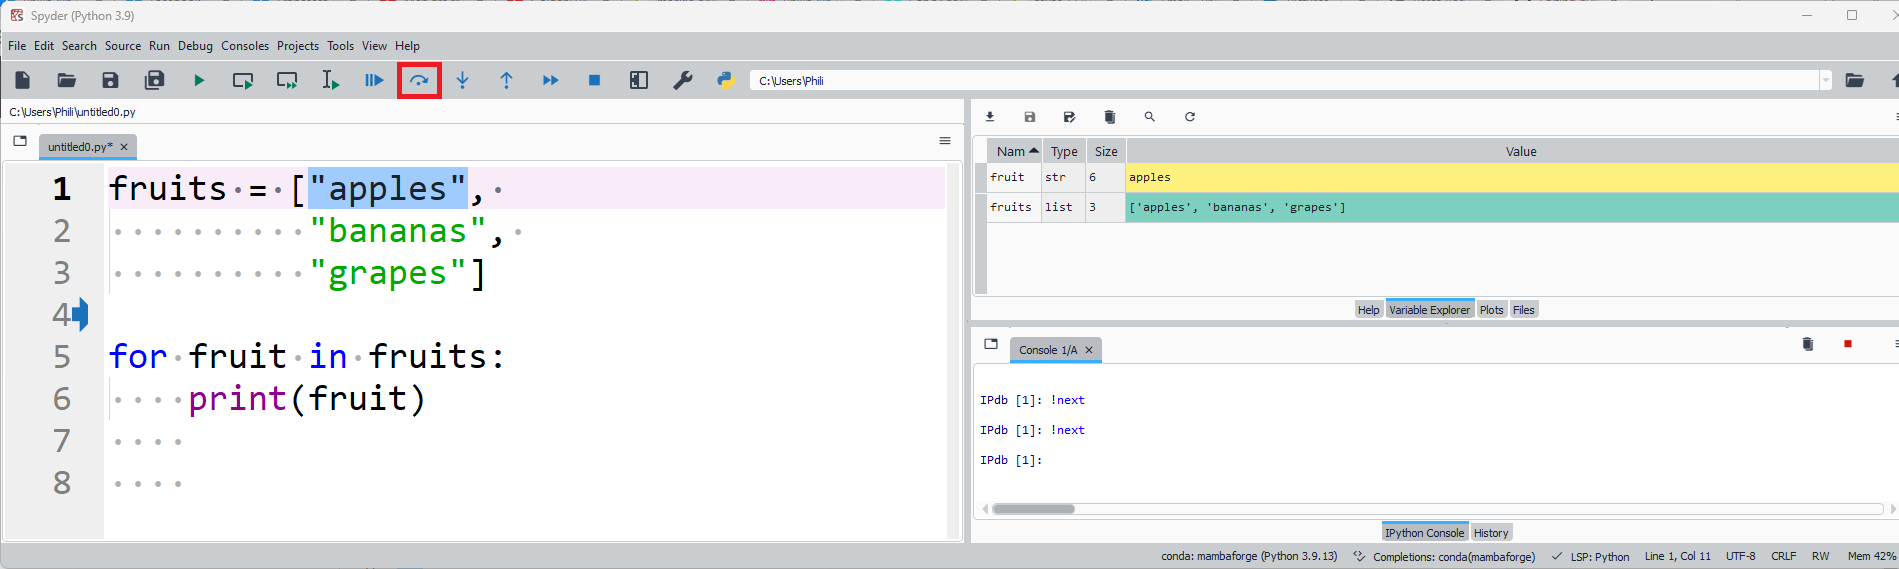 Spyder (Python 3.9)
File Edit Search Source Run Debug Consoles Projects Tools View Help
C:\Users\Phili
C:\Users\Phili\untitled0.py
untitled0.py*
1 fruits = ["apples",
2 "bananas",
3 "grapes"]
4
5 for fruit in fruits:
6 print(fruit)
7
8
Nam Type Size Value
fruit str 6 apples
fruits list 3 ['apples', 'bananas', 'grapes']
Help Variable Explorer Plots Files
Console 1/A
IPdb [1]: !next
IPdb [1]: !next
IPdb [1]:
IPython Console History
conda: mambaforge (Python 3.9.13) Completions: conda(mambaforge) LSP: Python Line 1, Col 11 UTF-8 CRLF RW Mem 42%